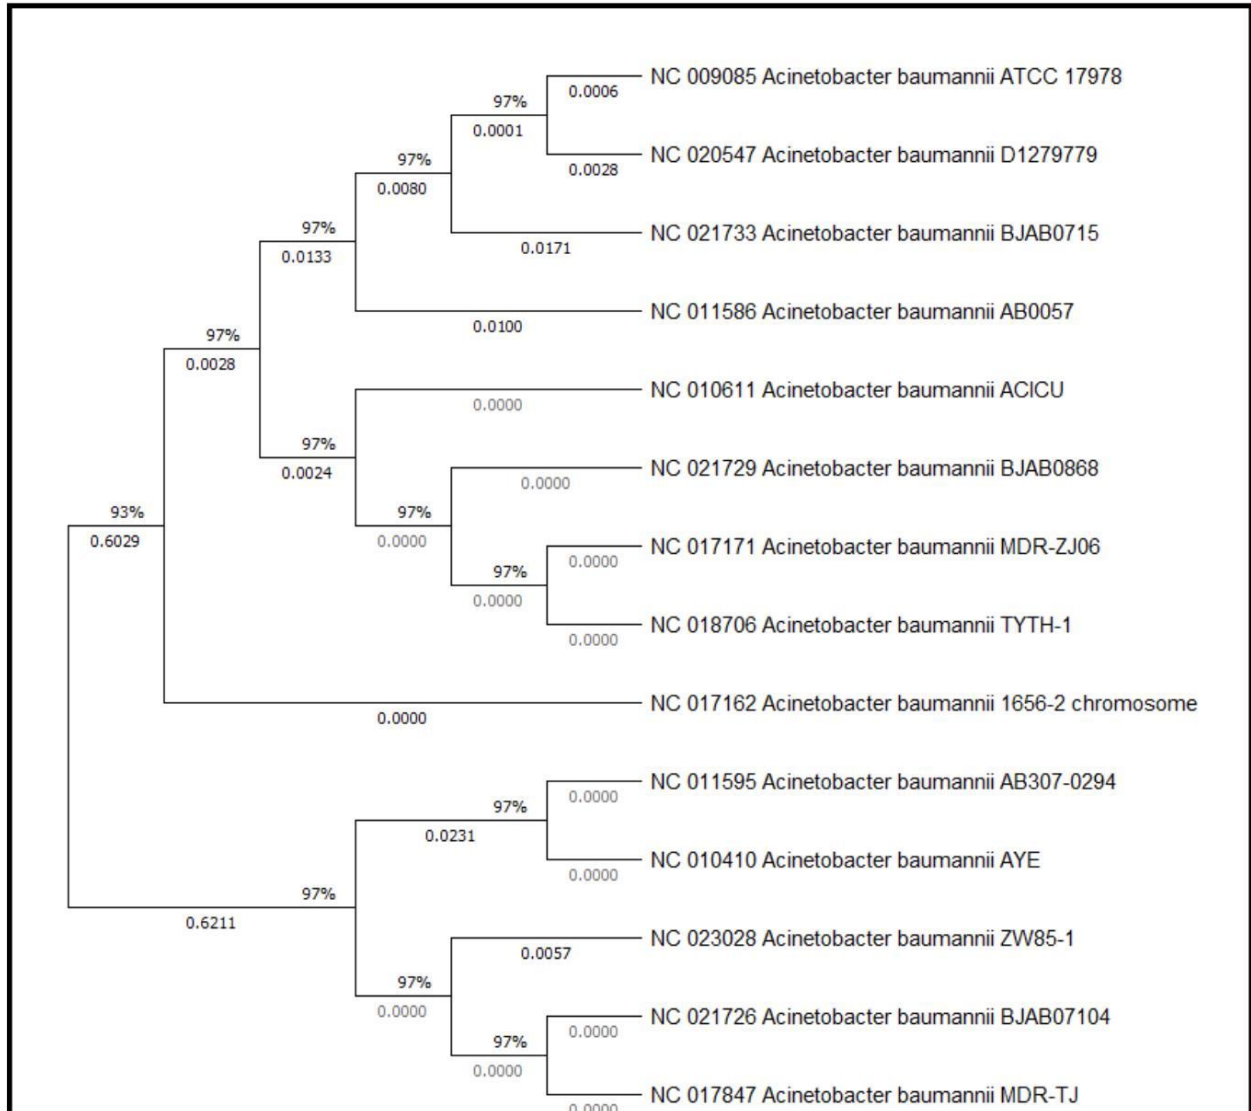 NC 009085 Acinetobacter baumannii ATCC 17978
0.0006
97%
0.0001
NC 020547 Acinetobacter baumannii D1279779
0.0028
97%
0.0080
NC 021733 Acinetobacter baumannii BJAB0715
0.0171
97%
0.0133
NC 011586 Acinetobacter baumannii AB0057
0.0100
97%
0.0028
NC 010611 Acinetobacter baumannii ACICU
0.0000
97%
0.0024
NC 021729 Acinetobacter baumannii BJAB0868
0.0000
97%
0.0000
93%
0.6029
NC 017171 Acinetobacter baumannii MDR-ZJ06
0.0000
97%
0.0000
NC 018706 Acinetobacter baumannii TYTH-1
0.0000
NC 017162 Acinetobacter baumannii 1656-2 chromosome
0.0000
NC 011595 Acinetobacter baumannii AB307-0294
0.0000
97%
0.0231
NC 010410 Acinetobacter baumannii AYE
0.0000
97%
0.6211
NC 023028 Acinetobacter baumannii ZW85-1
0.0057
97%
0.0000
NC 021726 Acinetobacter baumannii BJAB07104
0.0000
97%
0.0000
NC 017847 Acinetobacter baumannii MDR-TJ
0.0000